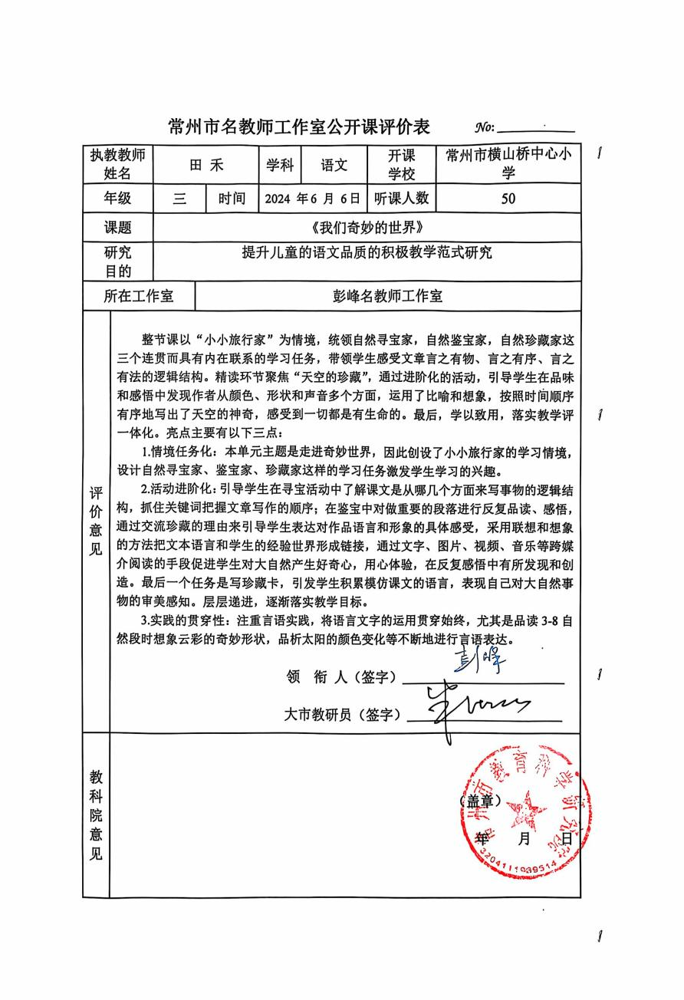 常州市名教师工作室公开课评价表 No:
执教教师姓名 田 禾 学科 语文 开课学校 常州市横山桥中心小学
年级 三 时间 2024 年 6 月 6日 听课人数 50
课题 《我们奇妙的世界》
研究目的 提升儿童的语文品质的积极教学范式研究
所在工作室 彭峰名教师工作室
评价意见
整节课以“小小旅行家”为情境，统领自然寻宝家，自然鉴宝家，自然珍藏家这
三个连贯而具有内在联系的学习任务，带领学生感受文章言之有物、言之有序、言之
有法的逻辑结构。精读环节聚焦“天空的珍藏”，通过进阶化的活动，引导学生在品味
和感悟中发现作者从颜色、形状和声音多个方面，运用了比喻和想象，按照时间顺序
有序地写出了天空的神奇，感受到一切都是有生命的。最后，学以致用，落实教学评
一体化。亮点主要有以下三点：
1.情境任务化：本单元主题是走进奇妙世界，因此创设了小小旅行家的学习情境，
设计自然寻宝家、鉴宝家、珍藏家这样的学习任务激发学生学习的兴趣。
2.活动进阶化：引导学生在寻宝活动中了解课文是从哪几个方面来写事物的逻辑结
构，抓住关键词把握文章写作的顺序；在鉴宝中对做重要的段落进行反复品读、感悟，
通过交流珍藏的理由来引导学生表达对作品语言和形象的具体感受，采用联想和想象
的方法把文本语言和学生的经验世界形成链接，通过文字、图片、视频、音乐等跨媒
介阅读的手段促进学生对大自然产生好奇心，用心体验，在反复感悟中有所发现和创
造。最后一个任务是写珍藏卡，引发学生积累模仿课文的语言，表现自己对大自然事
物的审美感知。层层递进，逐渐落实教学目标。
3.实践的贯穿性：注重言语实践，将语言文字的运用贯穿始终，尤其是品读 3-8 自
然段时想象云彩的奇妙形状，品析太阳的颜色变化等不断地进行言语表达。
领 衔 人（签字） 彭峰
大市教研员（签字）
教科院意见
常州市教育科学研究院
（盖章）
年 月 日
3204111039514